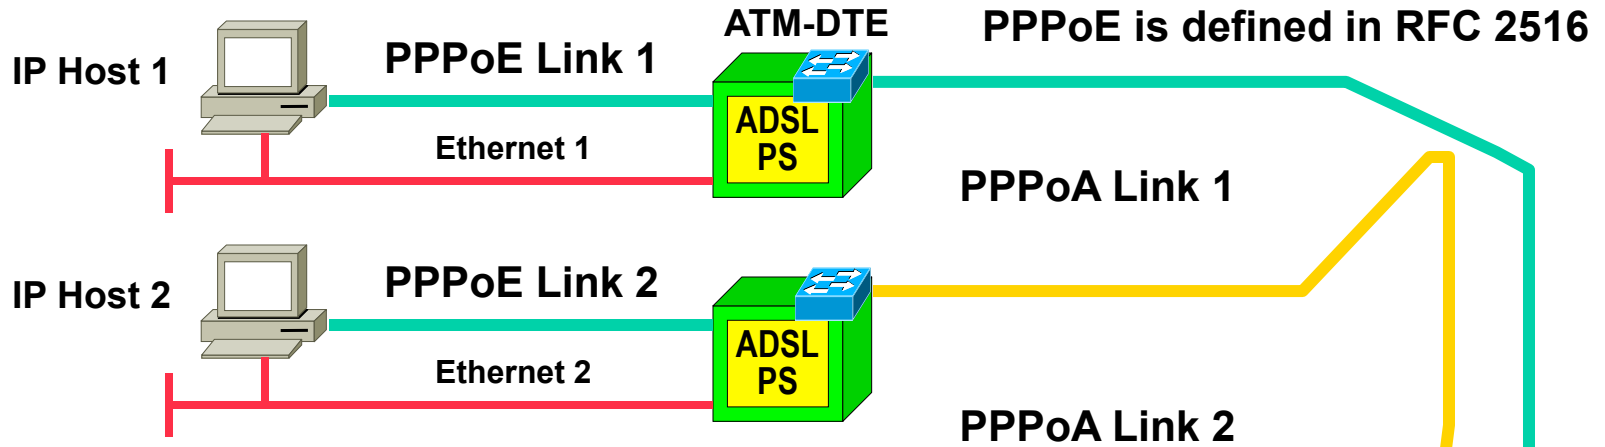 ATM-DTE
PPPoE is defined in RFC 2516
IP Host 1
PPPoE Link 1
ADSL
PS
Ethernet 1
PPPoA Link 1
IP Host 2
PPPoE Link 2
ADSL
PS
Ethernet 2
PPPoA Link 2